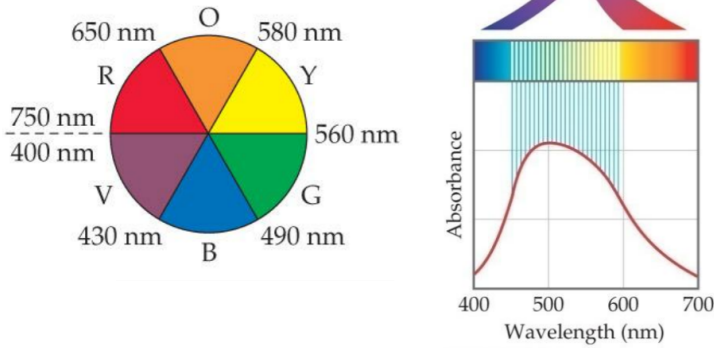 O
650 nm
580 nm
R
Y
750 nm
400 nm
560 nm
V
G
430 nm
490 nm
B
Absorbance
400
500
600
700
Wavelength (nm)